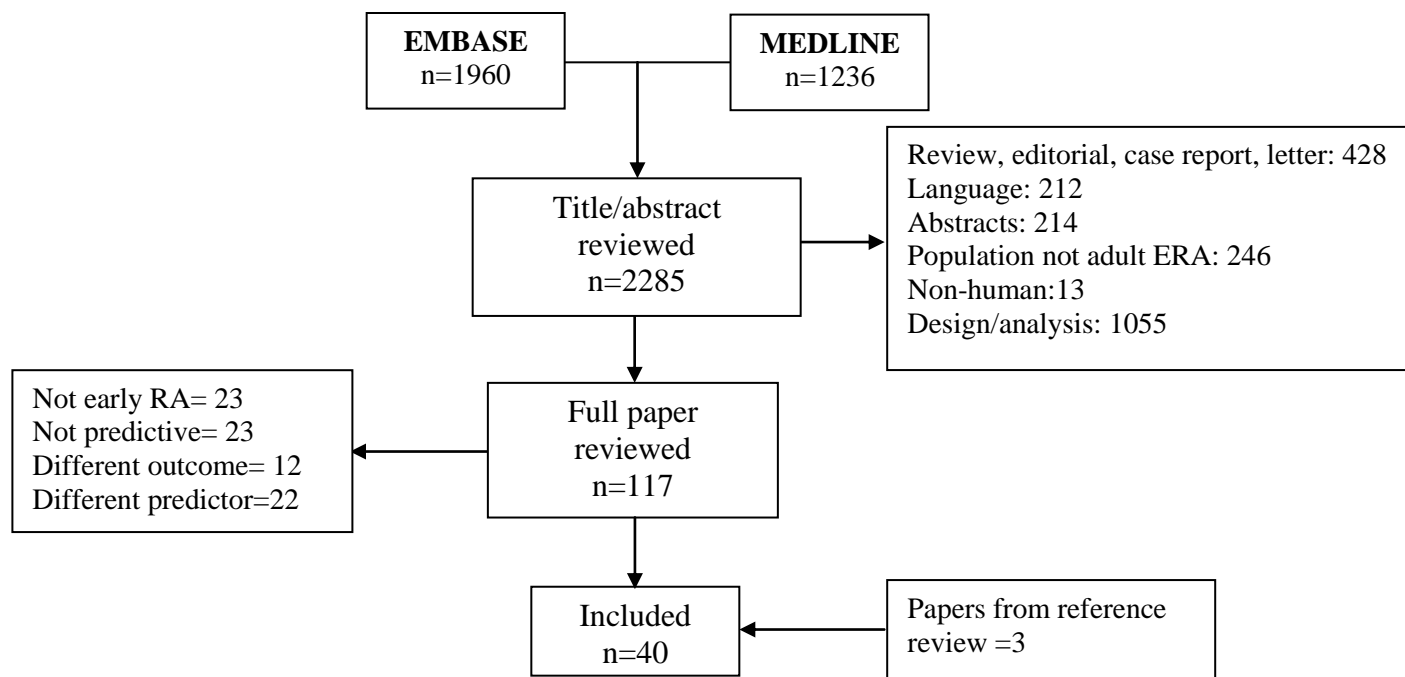 EMBASE
n=1960
MEDLINE
n=1236
Title/abstract
reviewed
n=2285
Review, editorial, case report, letter: 428
Language: 212
Abstracts: 214
Population not adult ERA: 246
Non-human:13
Design/analysis: 1055
Full paper
reviewed
n=117
Not early RA= 23
Not predictive= 23
Different outcome= 12
Different predictor=22
Included
n=40
Papers from reference
review =3